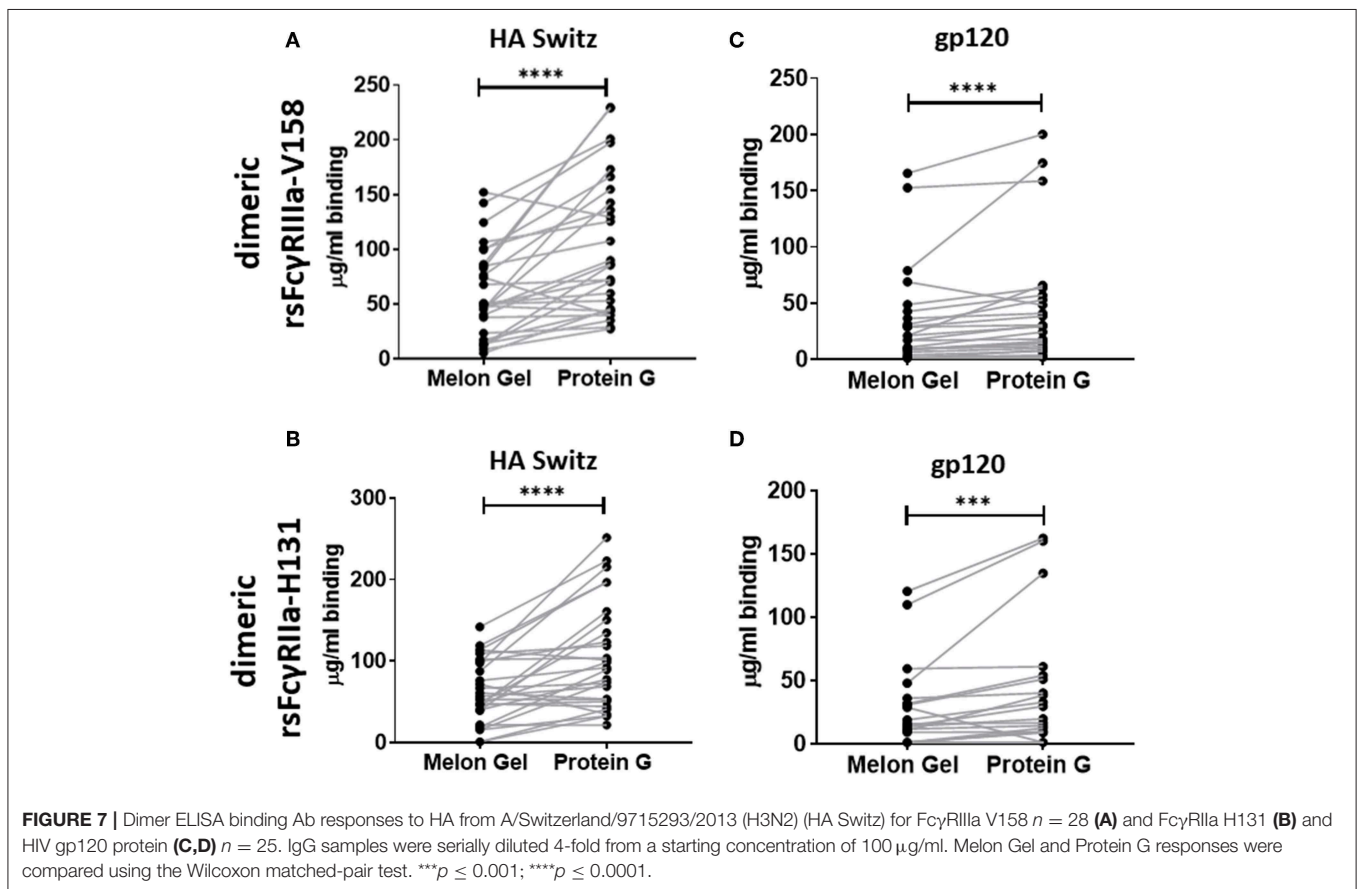 A
HA Switz
****
dimeric
rsFcγRIIIa-V158
μg/ml binding
250
200
150
100
50
0
Melon Gel Protein G
C
gp120
****
μg/ml binding
250
200
150
100
50
0
Melon Gel Protein G
B
HA Switz
****
dimeric
rsFcγRIIa-H131
μg/ml binding
300
200
100
0
Melon Gel Protein G
D
gp120
***
μg/ml binding
200
150
100
50
0
Melon Gel Protein G
FIGURE 7 | Dimer ELISA binding Ab responses to HA from A/Switzerland/9715293/2013 (H3N2) (HA Switz) for FcγRIIIa V158 n = 28 (A) and FcγRIIa H131 (B) and
HIV gp120 protein (C,D) n = 25. IgG samples were serially diluted 4-fold from a starting concentration of 100 μg/ml. Melon Gel and Protein G responses were
compared using the Wilcoxon matched-pair test. ***p ≤ 0.001; ****p ≤ 0.0001.